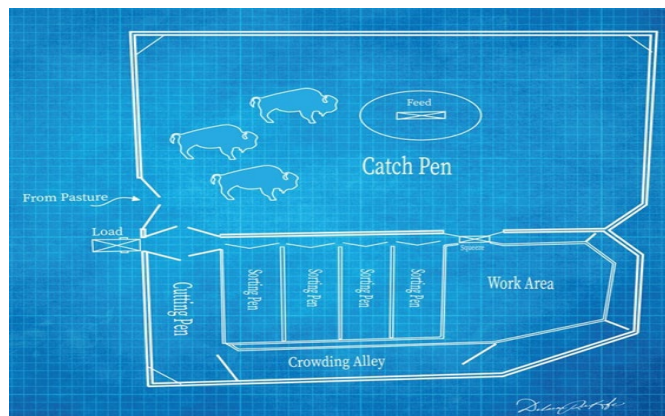 Feed
Catch Pen
From Pasture
Load
Squeeze
Cutting Pen
Sorting Pen
Sorting Pen
Sorting Pen
Sorting Pen
Work Area
Crowding Alley